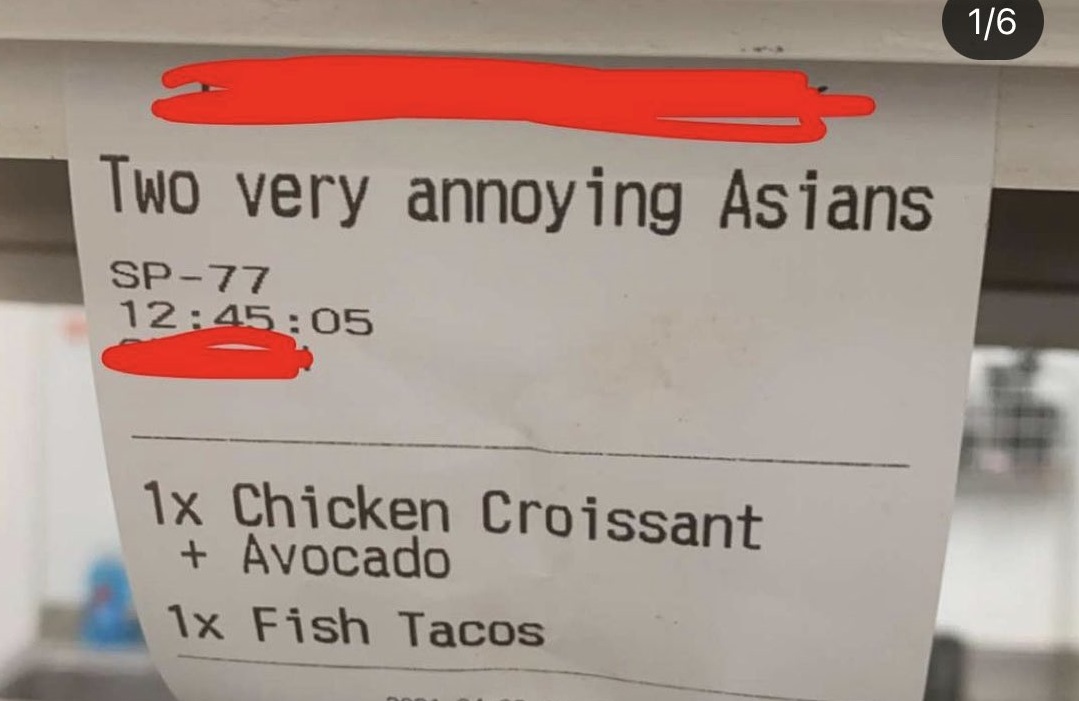 1/6
Two very annoying Asians
SP-77
12:45:05
1x Chicken Croissant
+ Avocado
1x Fish Tacos